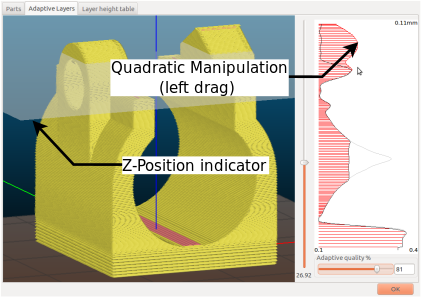 Parts Adaptive Layers Layer height table
0.11mm
Quadratic Manipulation
(left drag)
Z-Position indicator
26.92
0.1 0.4
Adaptive quality %
81
OK